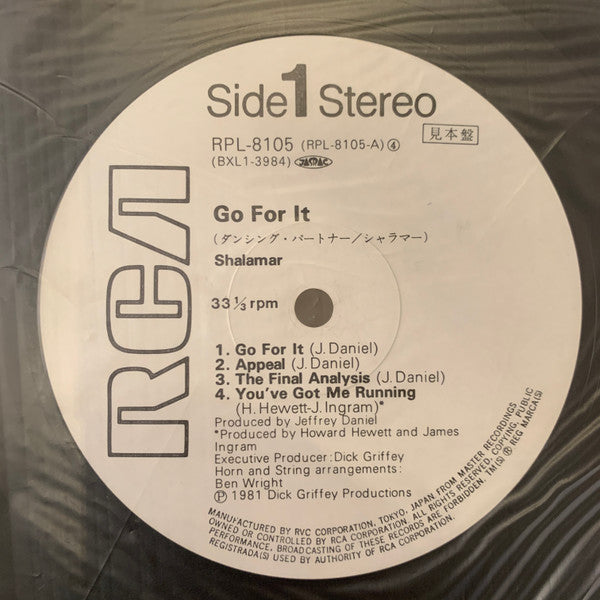 Side 1 Stereo
RPL-8105 (RPL-8105-A)④
見本盤
(BXL1-3984) JASRAC
RCA
Go For It
(ダンシング・パートナー/シャラマー)
Shalamar
33 1/3 rpm
1. Go For It (J. Daniel)
2. Appeal (J. Daniel)
3. The Final Analysis (J. Daniel)
4. You've Got Me Running
(H. Hewett-J. Ingram)*
Produced by Jeffrey Daniel
*Produced by Howard Hewett and James
Ingram
Executive Producer: Dick Griffey
Horn and String arrangements:
Ben Wright
Ⓟ 1981 Dick Griffey Productions
MANUFACTURED BY RVC CORPORATION, TOKYO, JAPAN FROM MASTER RECORDINGS
OWNED OR CONTROLLED BY RCA CORPORATION ALL RIGHTS RESERVED, COPYING, PUBLIC
PERFORMANCE, BROADCASTING OF THESE RECORDS ARE FORBIDDEN. TM(S) ® REG MARCA(S)
REGISTRADA(S) USED BY AUTHORITY OF RCA CORPORATION.